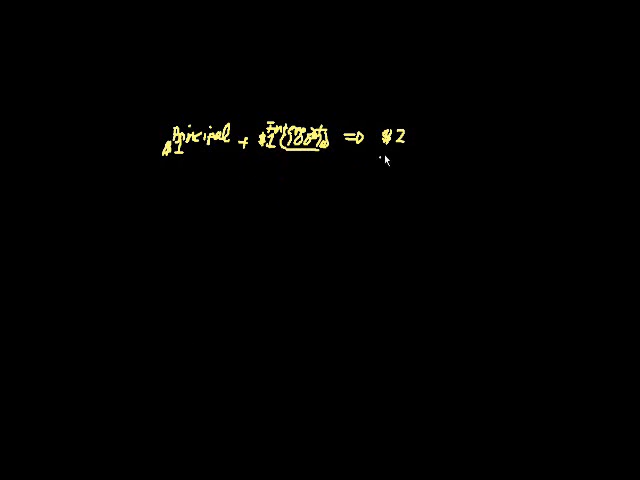 Principal Interest
$1 + $1 (100%) => $2